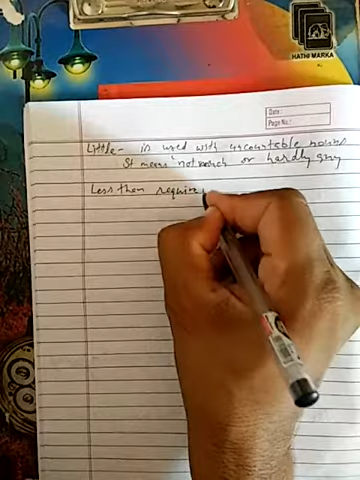 HATHI MARKA
Date :
Page No. :
Little - is used with uncountable nouns
It means 'not much or hardly any
Less than require